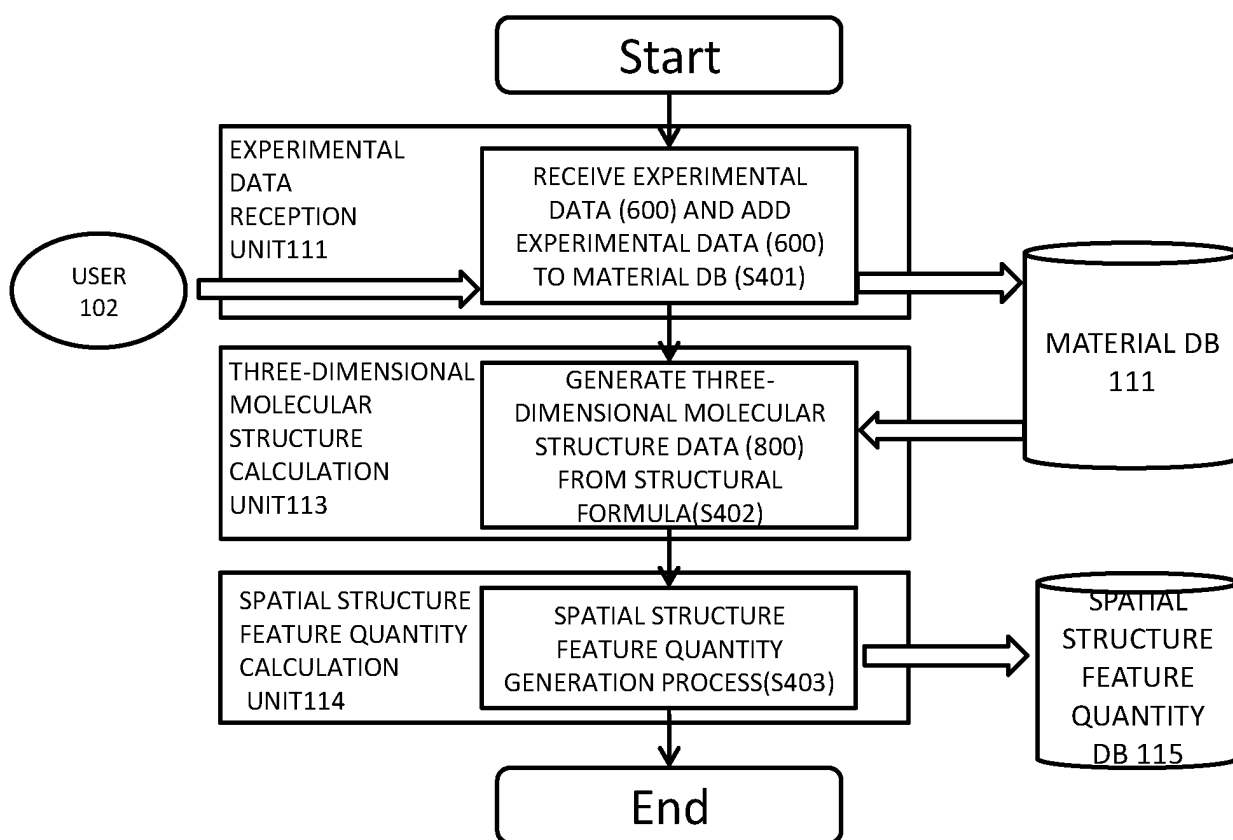 Start
EXPERIMENTAL
DATA
RECEPTION
UNIT111
RECEIVE EXPERIMENTAL
DATA (600) AND ADD
EXPERIMENTAL DATA (600)
TO MATERIAL DB (S401)
USER
102
MATERIAL DB
111
THREE-DIMENSIONAL
MOLECULAR
STRUCTURE
CALCULATION
UNIT113
GENERATE THREE-
DIMENSIONAL MOLECULAR
STRUCTURE DATA (800)
FROM STRUCTURAL
FORMULA(S402)
SPATIAL STRUCTURE
FEATURE QUANTITY
CALCULATION
UNIT114
SPATIAL STRUCTURE
FEATURE QUANTITY
GENERATION PROCESS(S403)
SPATIAL
STRUCTURE
FEATURE
QUANTITY
DB 115
End